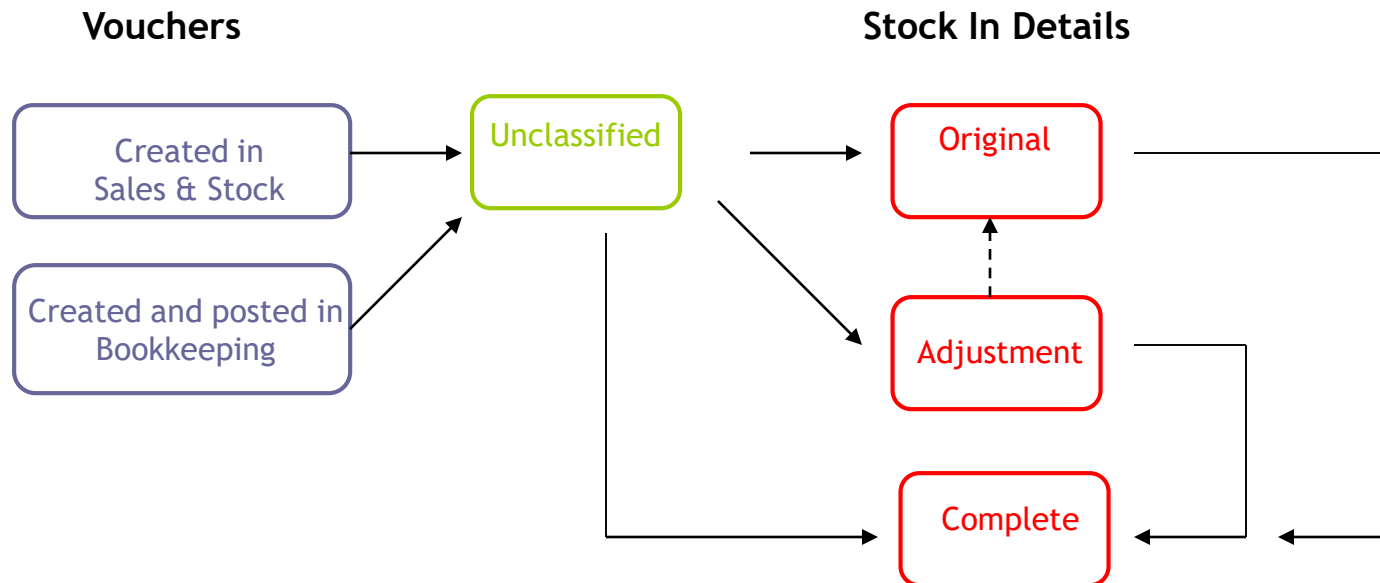 Vouchers
Stock In Details
Created in
Sales & Stock
Unclassified
Original
Created and posted in
Bookkeeping
Adjustment
Complete